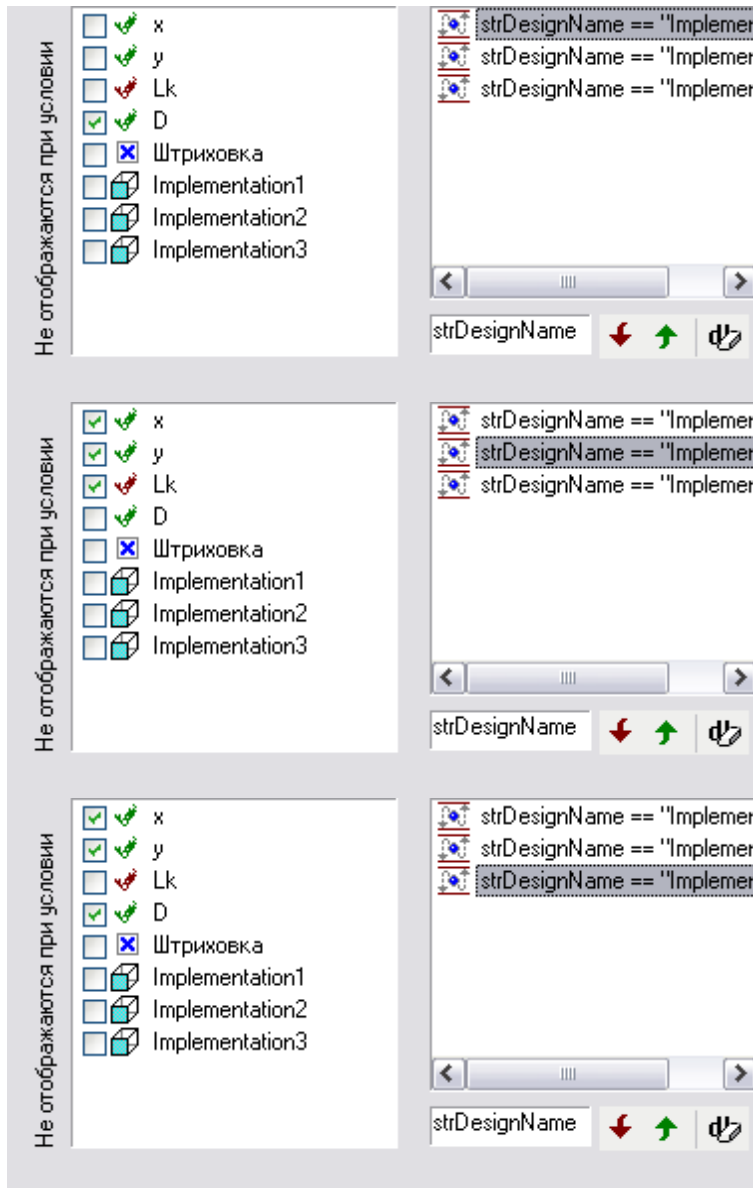 Не отображаются при условии
x
y
Lk
D
Штриховка
Implementation1
Implementation2
Implementation3
strDesignName == "Implemen
strDesignName == "Implemen
strDesignName == "Implemen
strDesignName
Не отображаются при условии
x
y
Lk
D
Штриховка
Implementation1
Implementation2
Implementation3
strDesignName == "Implemen
strDesignName == "Implemen
strDesignName == "Implemen
strDesignName
Не отображаются при условии
x
y
Lk
D
Штриховка
Implementation1
Implementation2
Implementation3
strDesignName == "Implemen
strDesignName == "Implemen
strDesignName == "Implemen
strDesignName